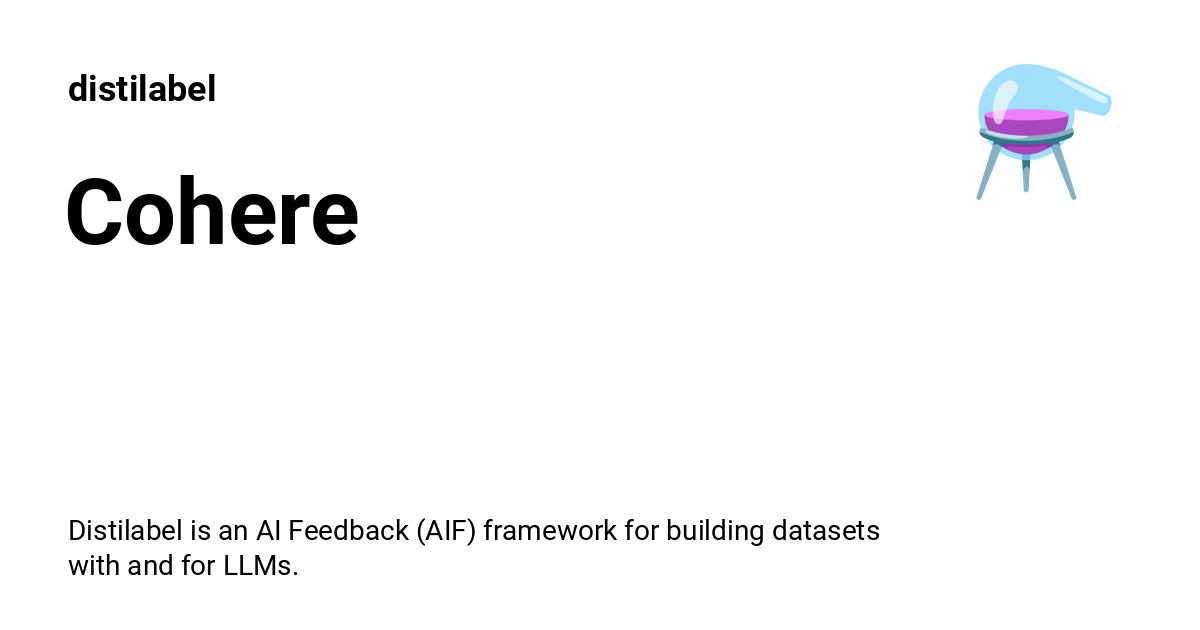 distilabel
Cohere
Distilabel is an AI Feedback (AIF) framework for building datasets
with and for LLMs.